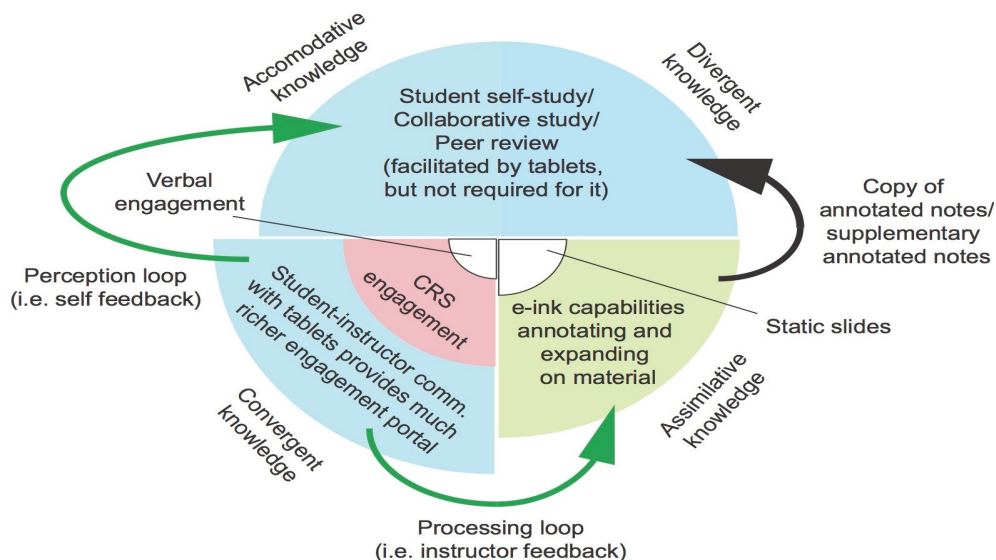 Accomodative
knowledge
Divergent
knowledge
Student self-study/
Collaborative study/
Peer review
(facilitated by tablets,
but not required for it)
Verbal
engagement
Copy of
annotated notes/
supplementary
annotated notes
Perception loop
(i.e. self feedback)
CRS
engagement
Student-instructor comm.
with tablets provides much
richer engagement portal
e-ink capabilities
annotating and
expanding
on material
Static slides
Convergent
knowledge
Assimilative
knowledge
Processing loop
(i.e. instructor feedback)